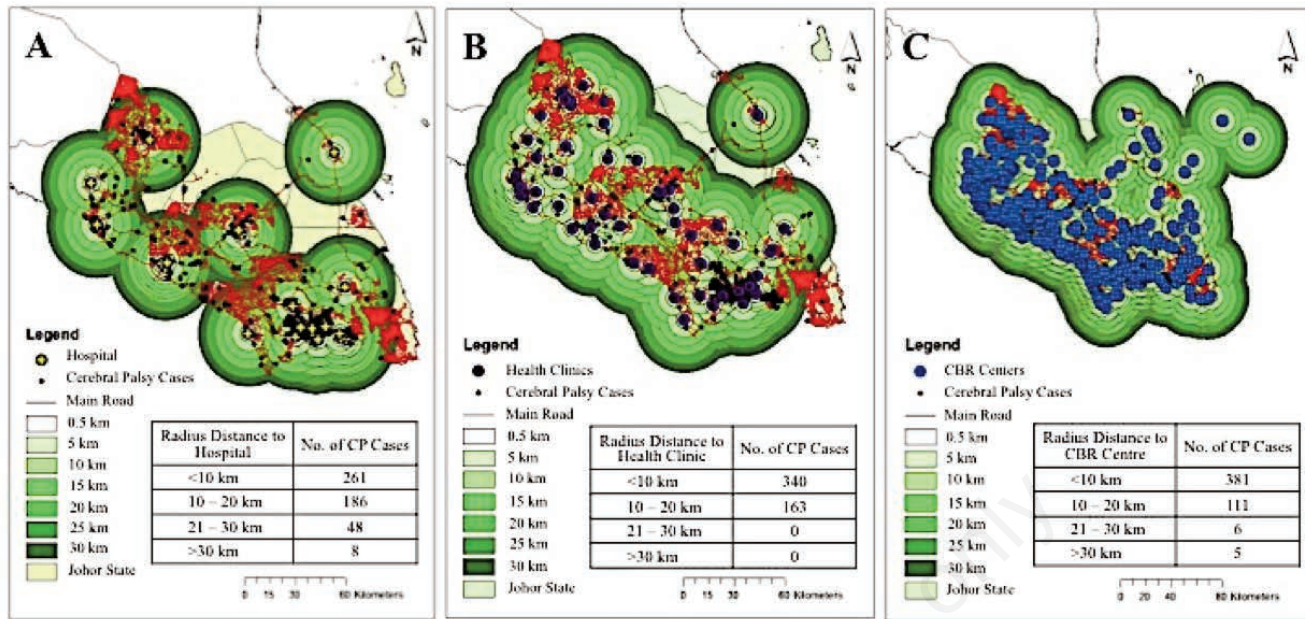 A
N
Legend
Hospital
Cerebral Palsy Cases
Main Road
0.5 km
5 km
10 km
15 km
20 km
25 km
30 km
Johor State
Radius Distance to Hospital No. of CP Cases
<10 km 261
10 – 20 km 186
21 – 30 km 48
>30 km 8
0 15 30 60 Kilometers
B
N
Legend
Health Clinics
Cerebral Palsy Cases
Main Road
0.5 km
5 km
10 km
15 km
20 km
25 km
30 km
Johor State
Radius Distance to Health Clinic No. of CP Cases
<10 km 340
10 – 20 km 163
21 – 30 km 0
>30 km 0
0 15 30 60 Kilometers
C
N
Legend
CBR Centers
Cerebral Palsy Cases
Main Road
0.5 km
5 km
10 km
15 km
20 km
25 km
30 km
Johor State
Radius Distance to CBR Centre No. of CP Cases
<10 km 381
10 – 20 km 111
21 – 30 km 6
>30 km 5
0 20 40 80 Kilometers
only